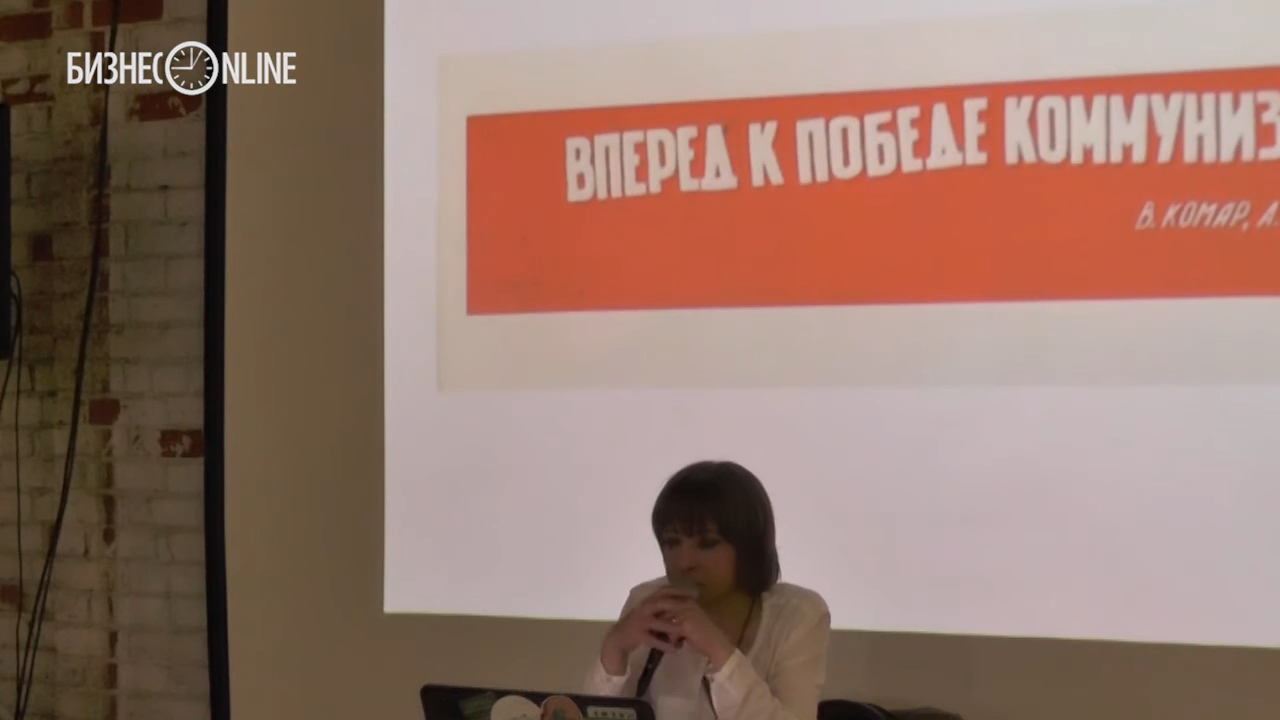 БИЗНЕС ONLINE
ВПЕРЕД К ПОБЕДЕ КОММУНИЗ
В. КОМАР, А.